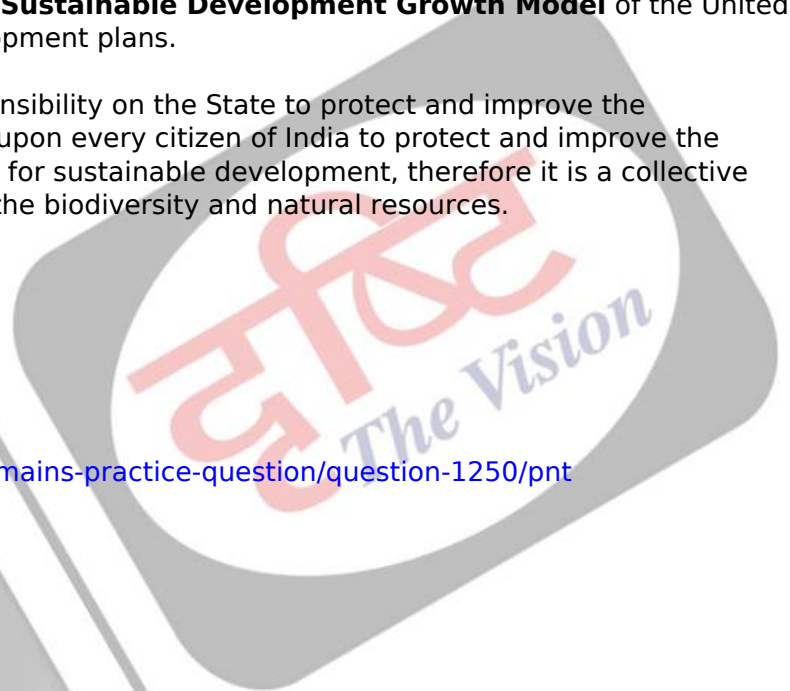 Sustainable Development Growth Model of the United
opment plans.
nsibility on the State to protect and improve the
upon every citizen of India to protect and improve the
for sustainable development, therefore it is a collective
the biodiversity and natural resources.
दृष्टि
The Vision
mains-practice-question/question-1250/pnt